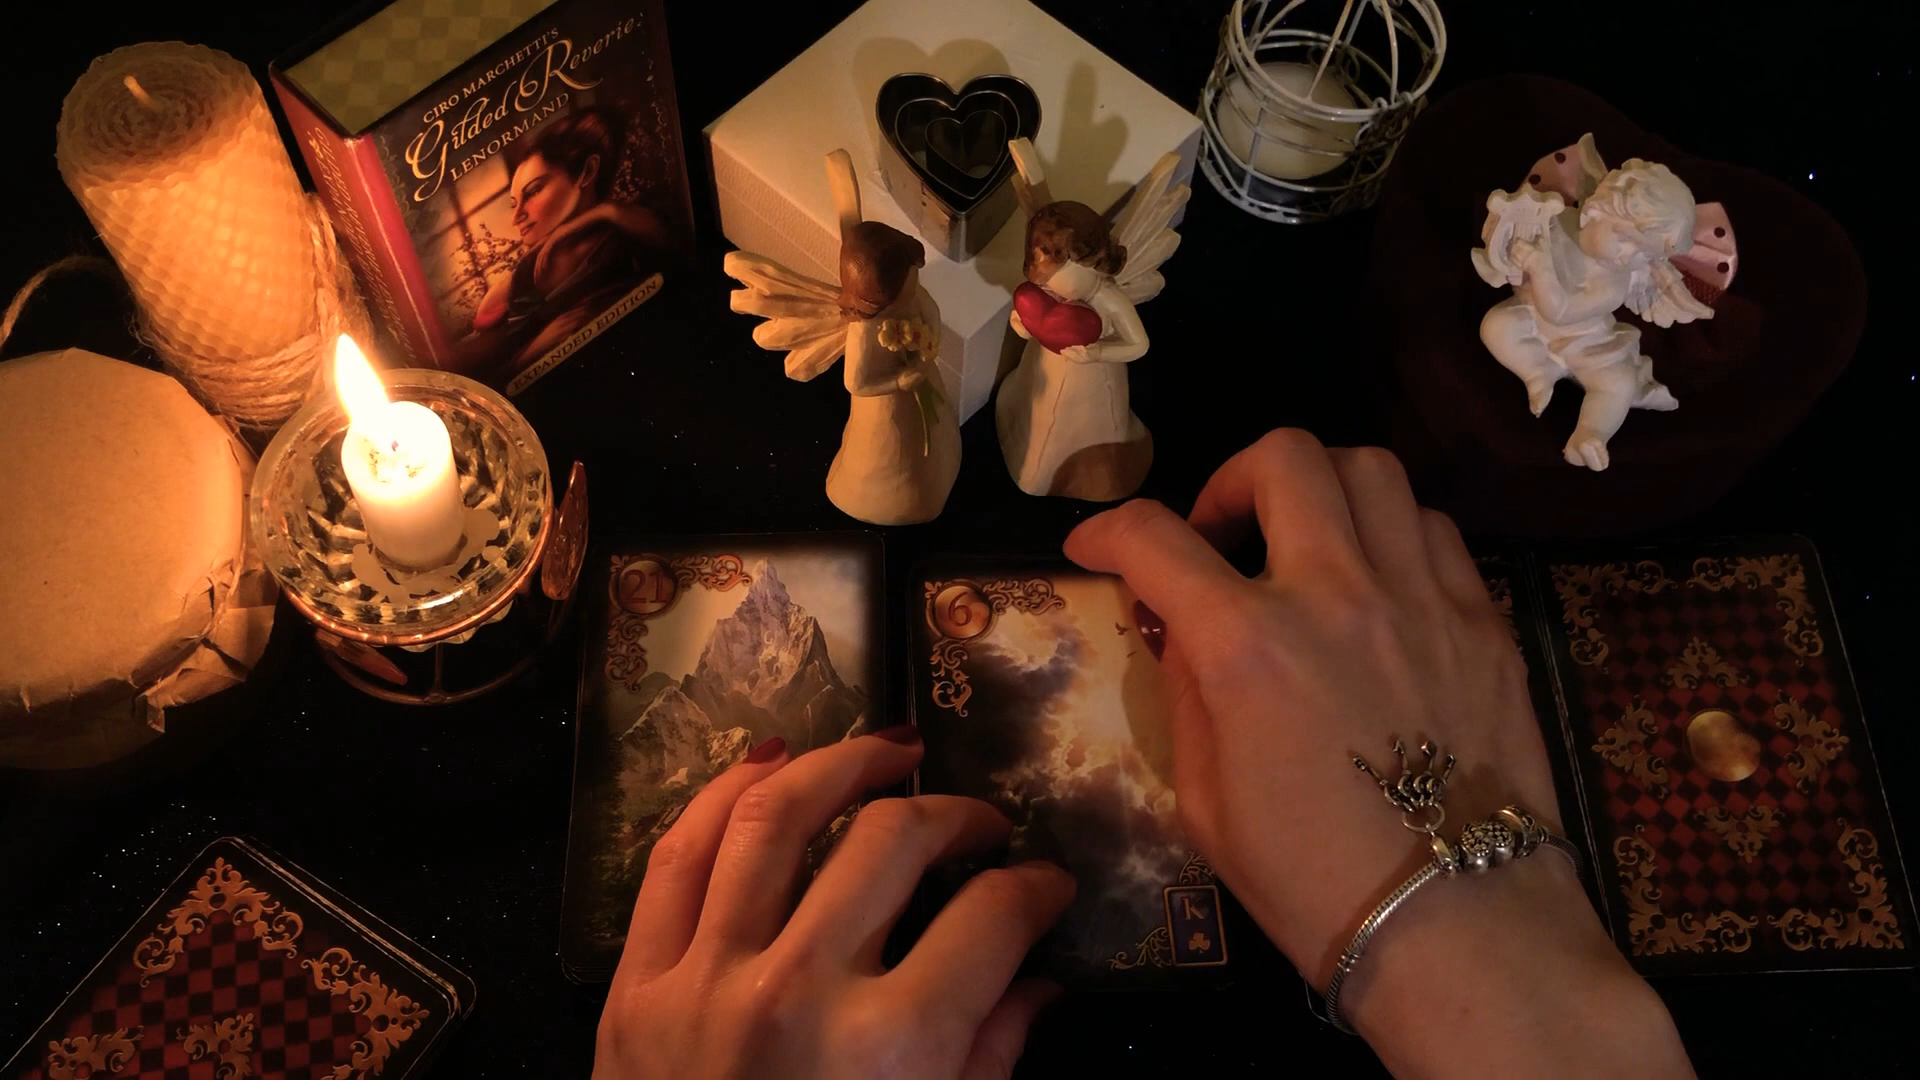 CIRO MARCHETTI'S
Gilded Reverie
LENORMAND
EXPANDED EDITION
21
6
K